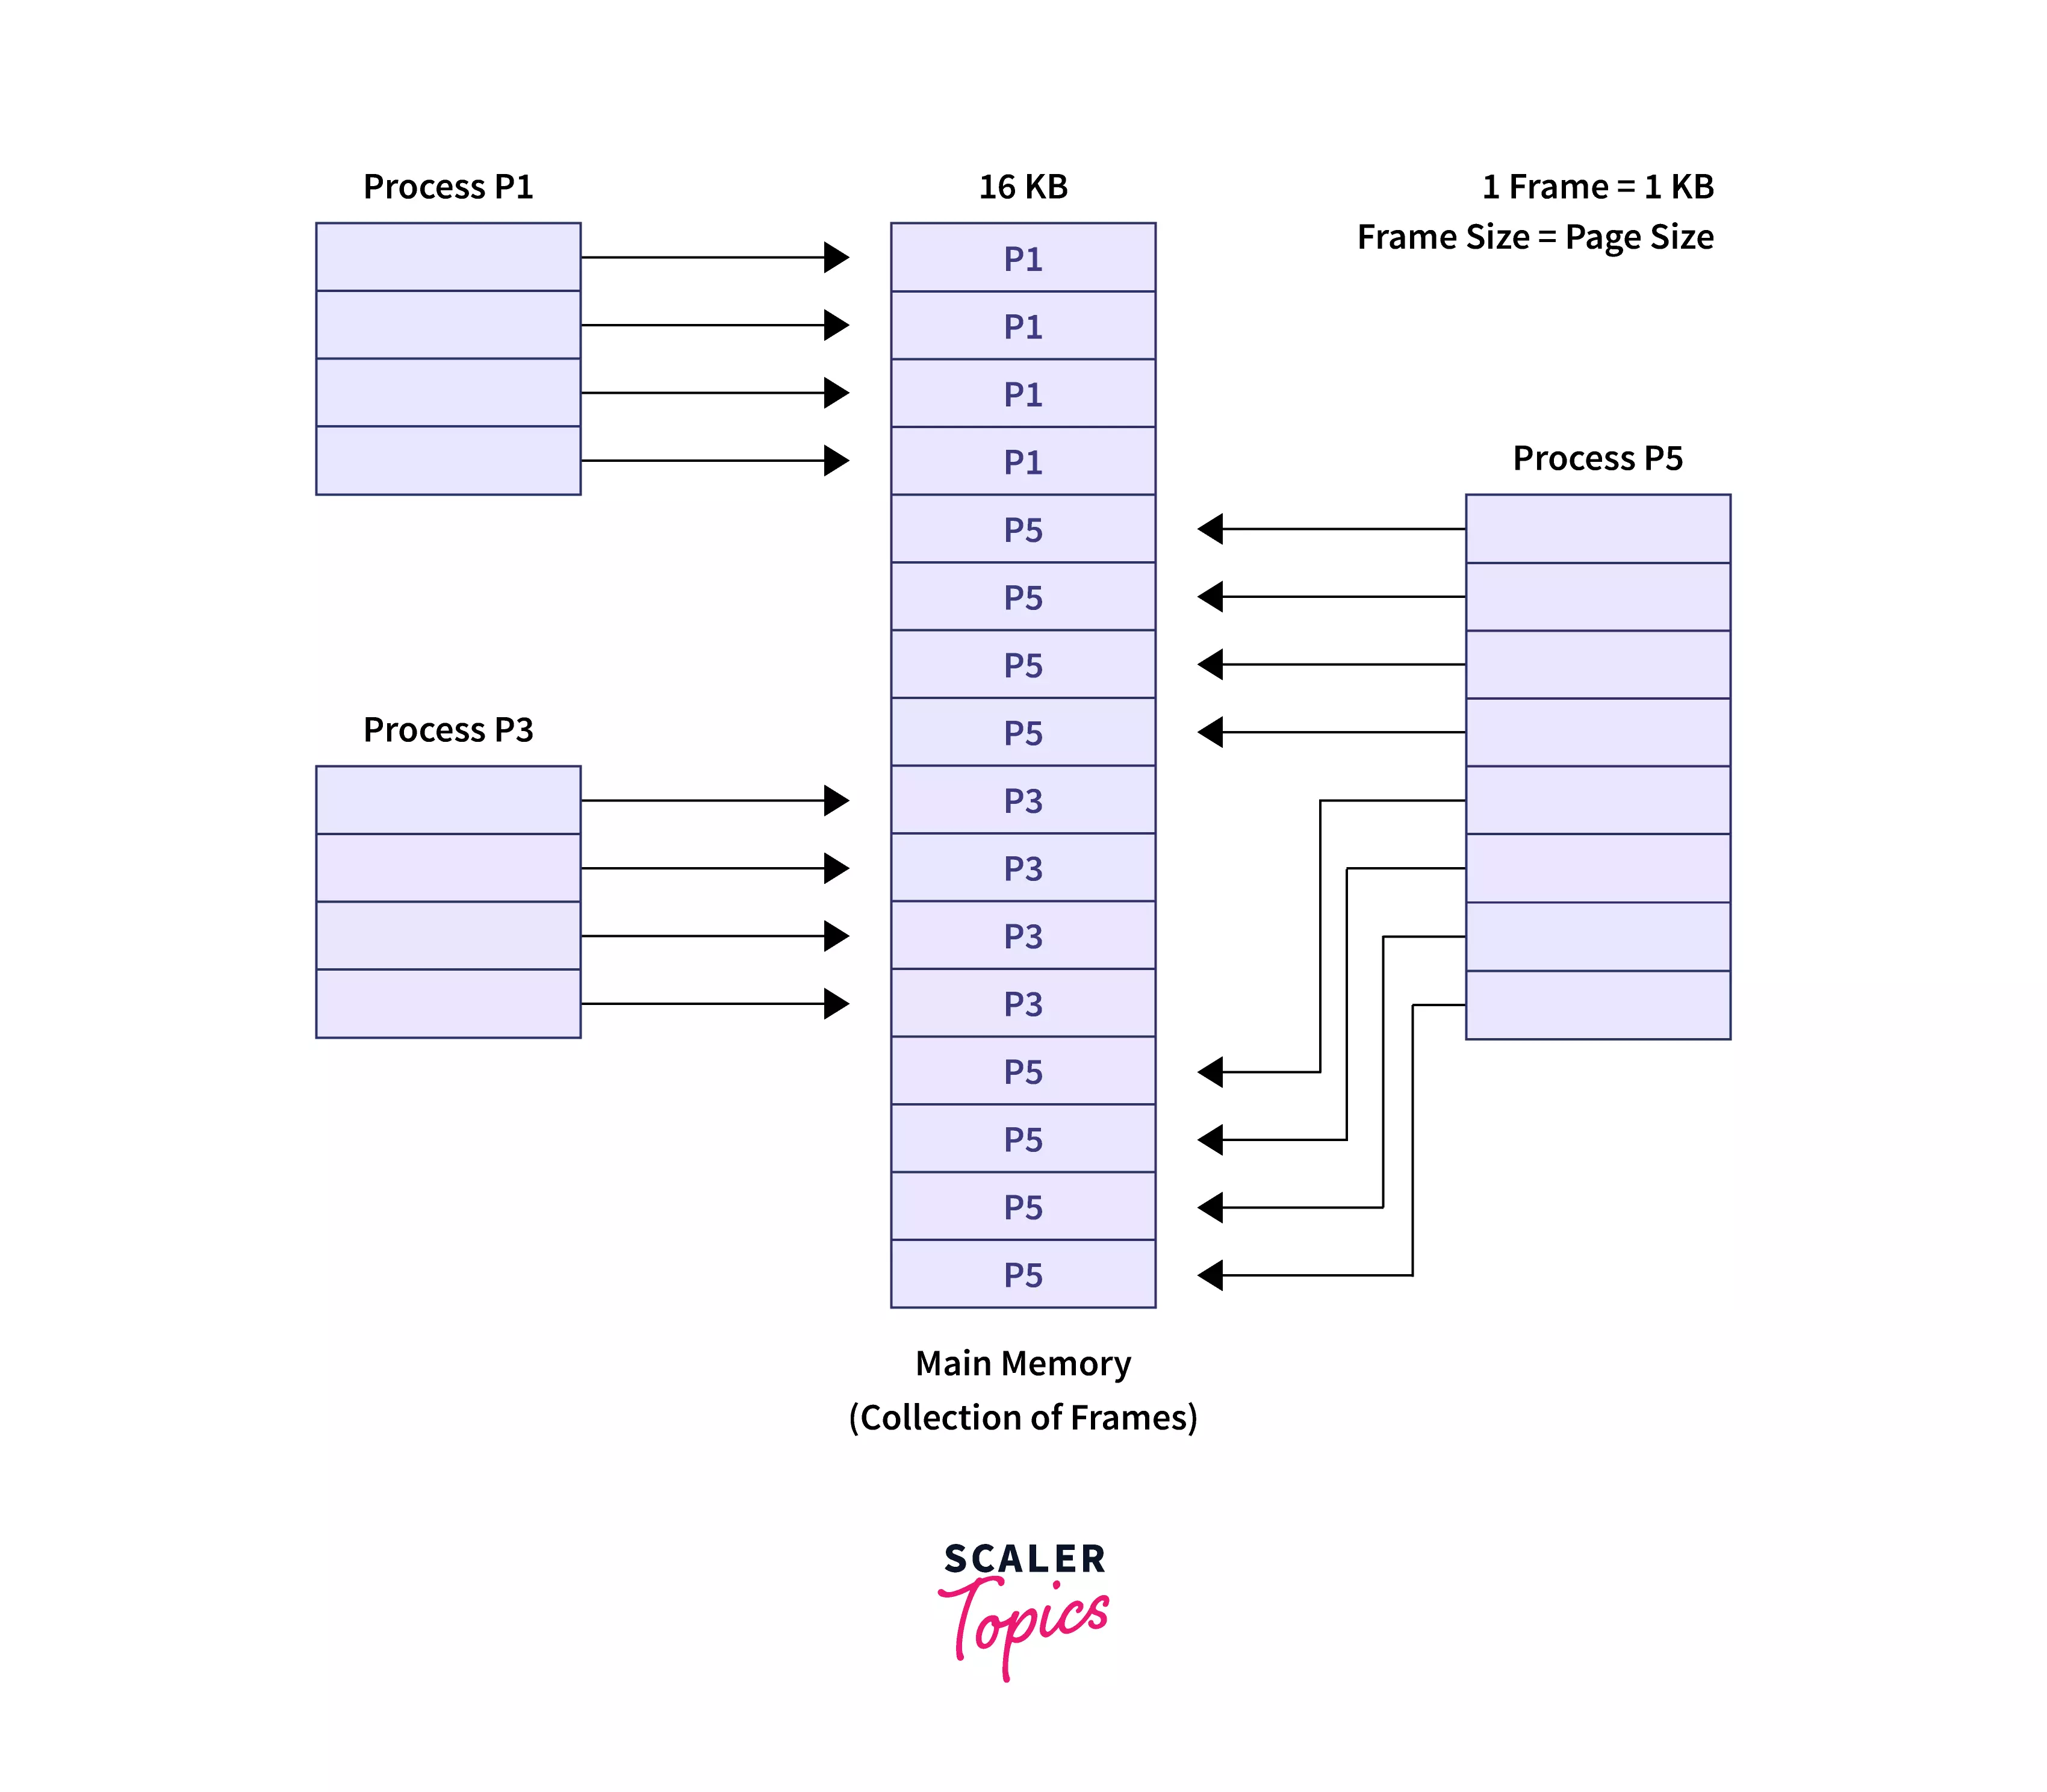 Process P1
16 KB
1 Frame = 1 KB
Frame Size = Page Size
P1
P1
P1
P1
Process P5
P5
P5
P5
P5
Process P3
P3
P3
P3
P3
P5
P5
P5
P5
Main Memory
(Collection of Frames)
SCALER
Topics